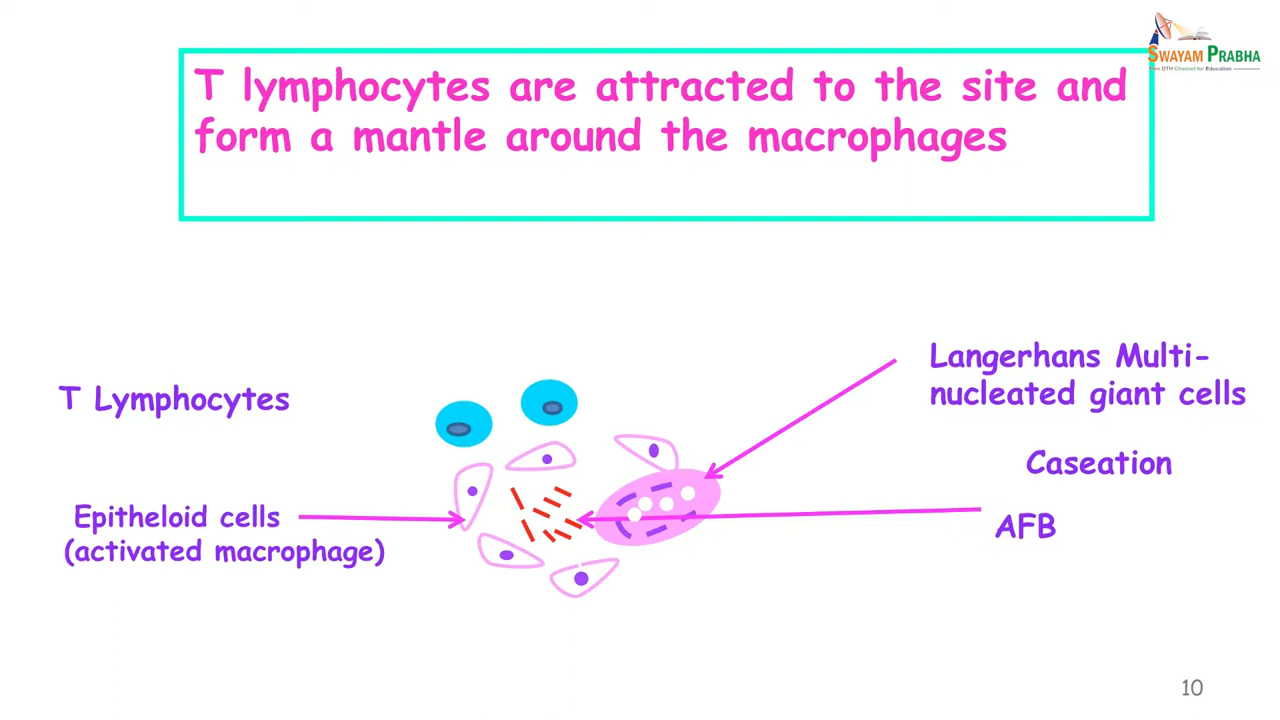 SWAYAM PRABHA
T lymphocytes are attracted to the site and
form a mantle around the macrophages
Langerhans Multi-
nucleated giant cells
T Lymphocytes
Caseation
Epitheloid cells
(activated macrophage)
AFB
10